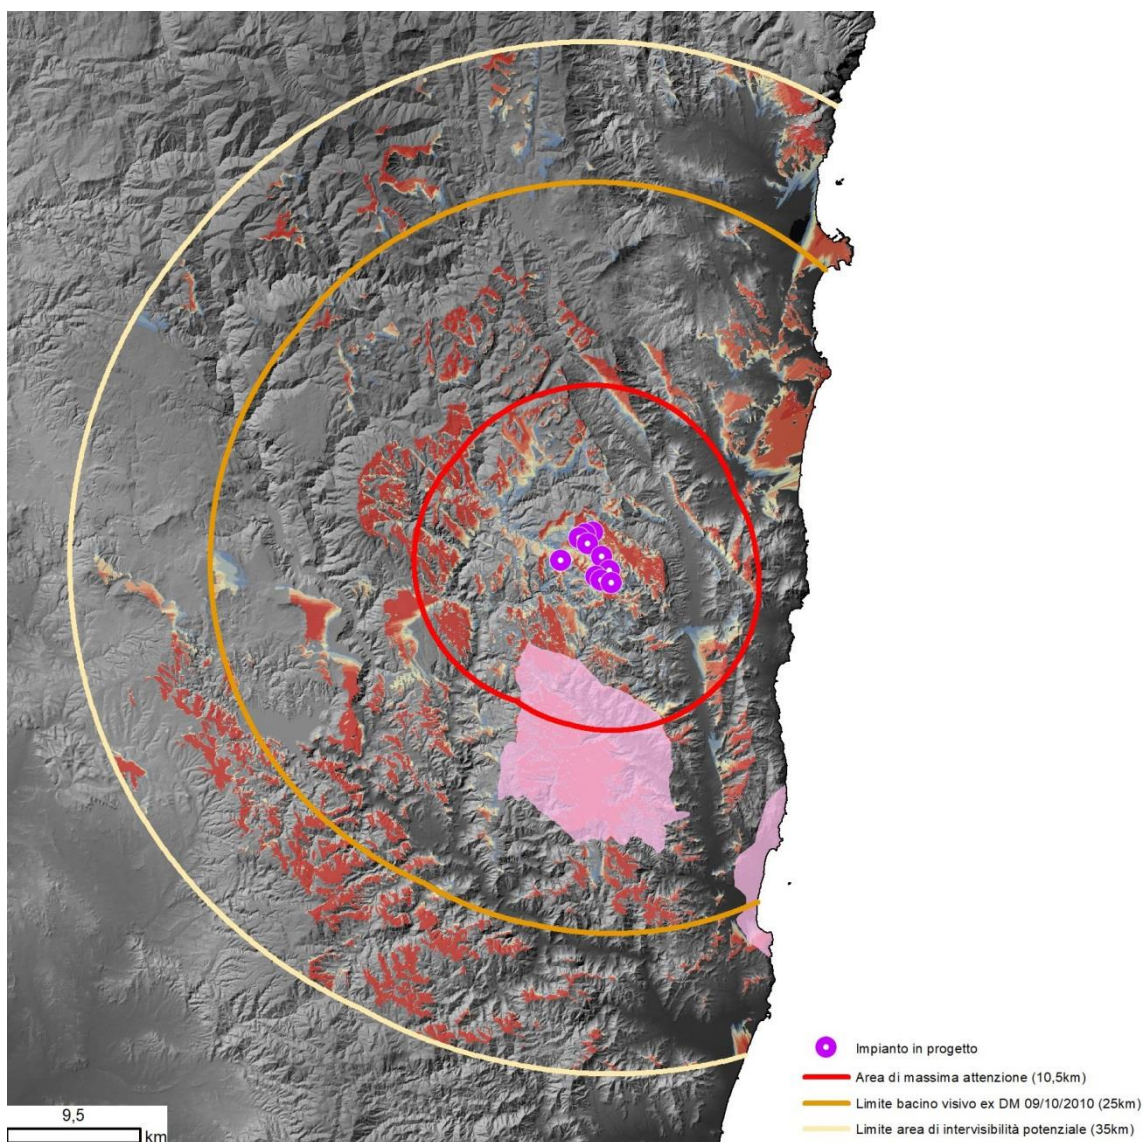 Impianto in progetto
Area di massima attenzione (10,5km)
Limite bacino visivo ex DM 09/10/2010 (25km)
Limite area di intervisibilità potenziale (35km)
9,5
km